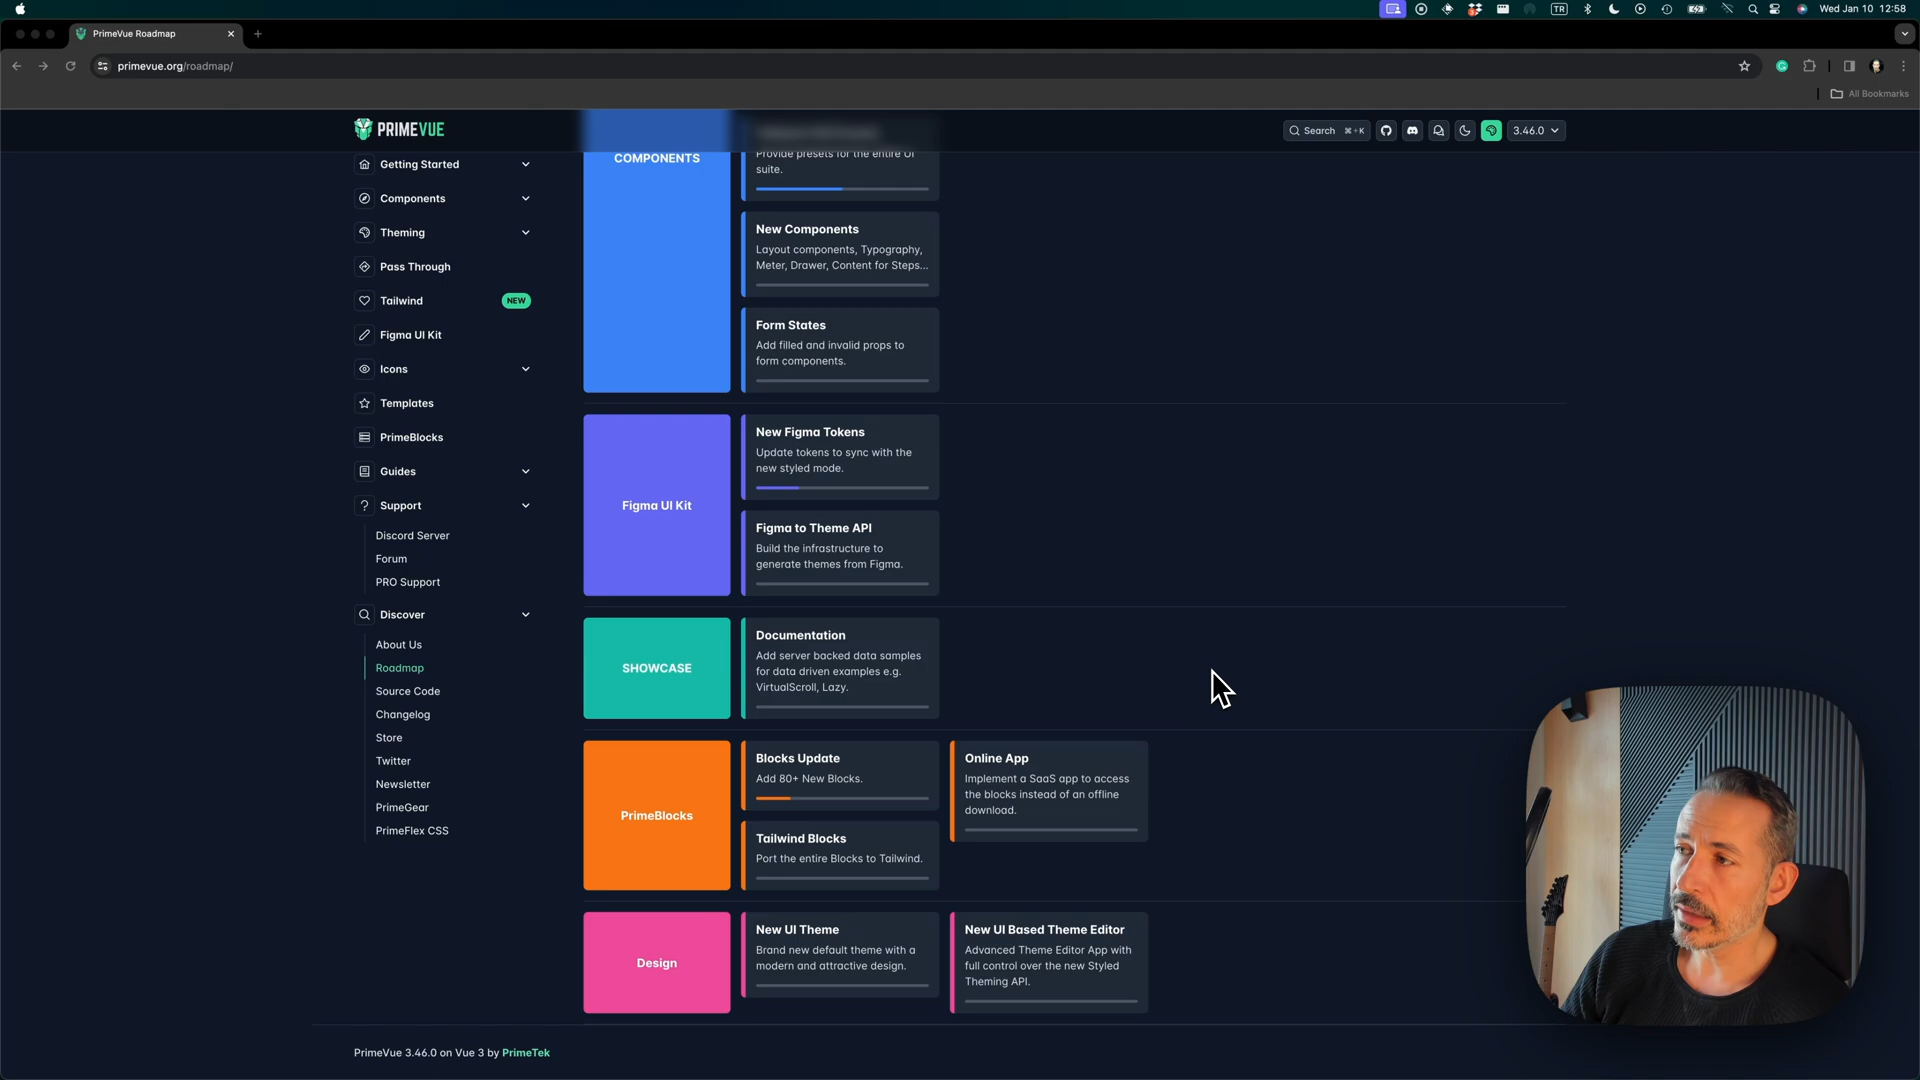 TR
Wed Jan 10 12:58
PrimeVue Roadmap
primevue.org/roadmap/
All Bookmarks
PRIMEVUE
Search ⌘+K
3.46.0
Getting Started
Components
Theming
Pass Through
Tailwind NEW
Figma UI Kit
Icons
Templates
PrimeBlocks
Guides
Support
Discord Server
Forum
PRO Support
Discover
About Us
Roadmap
Source Code
Changelog
Store
Twitter
Newsletter
PrimeGear
PrimeFlex CSS
COMPONENTS
Provide presets for the entire UI
suite.
New Components
Layout components, Typography,
Meter, Drawer, Content for Steps...
Form States
Add filled and invalid props to
form components.
Figma UI Kit
New Figma Tokens
Update tokens to sync with the
new styled mode.
Figma to Theme API
Build the infrastructure to
generate themes from Figma.
SHOWCASE
Documentation
Add server backed data samples
for data driven examples e.g.
VirtualScroll, Lazy.
PrimeBlocks
Blocks Update
Add 80+ New Blocks.
Tailwind Blocks
Port the entire Blocks to Tailwind.
Online App
Implement a SaaS app to access
the blocks instead of an offline
download.
Design
New UI Theme
Brand new default theme with a
modern and attractive design.
New UI Based Theme Editor
Advanced Theme Editor App with
full control over the new Styled
Theming API.
PrimeVue 3.46.0 on Vue 3 by PrimeTek